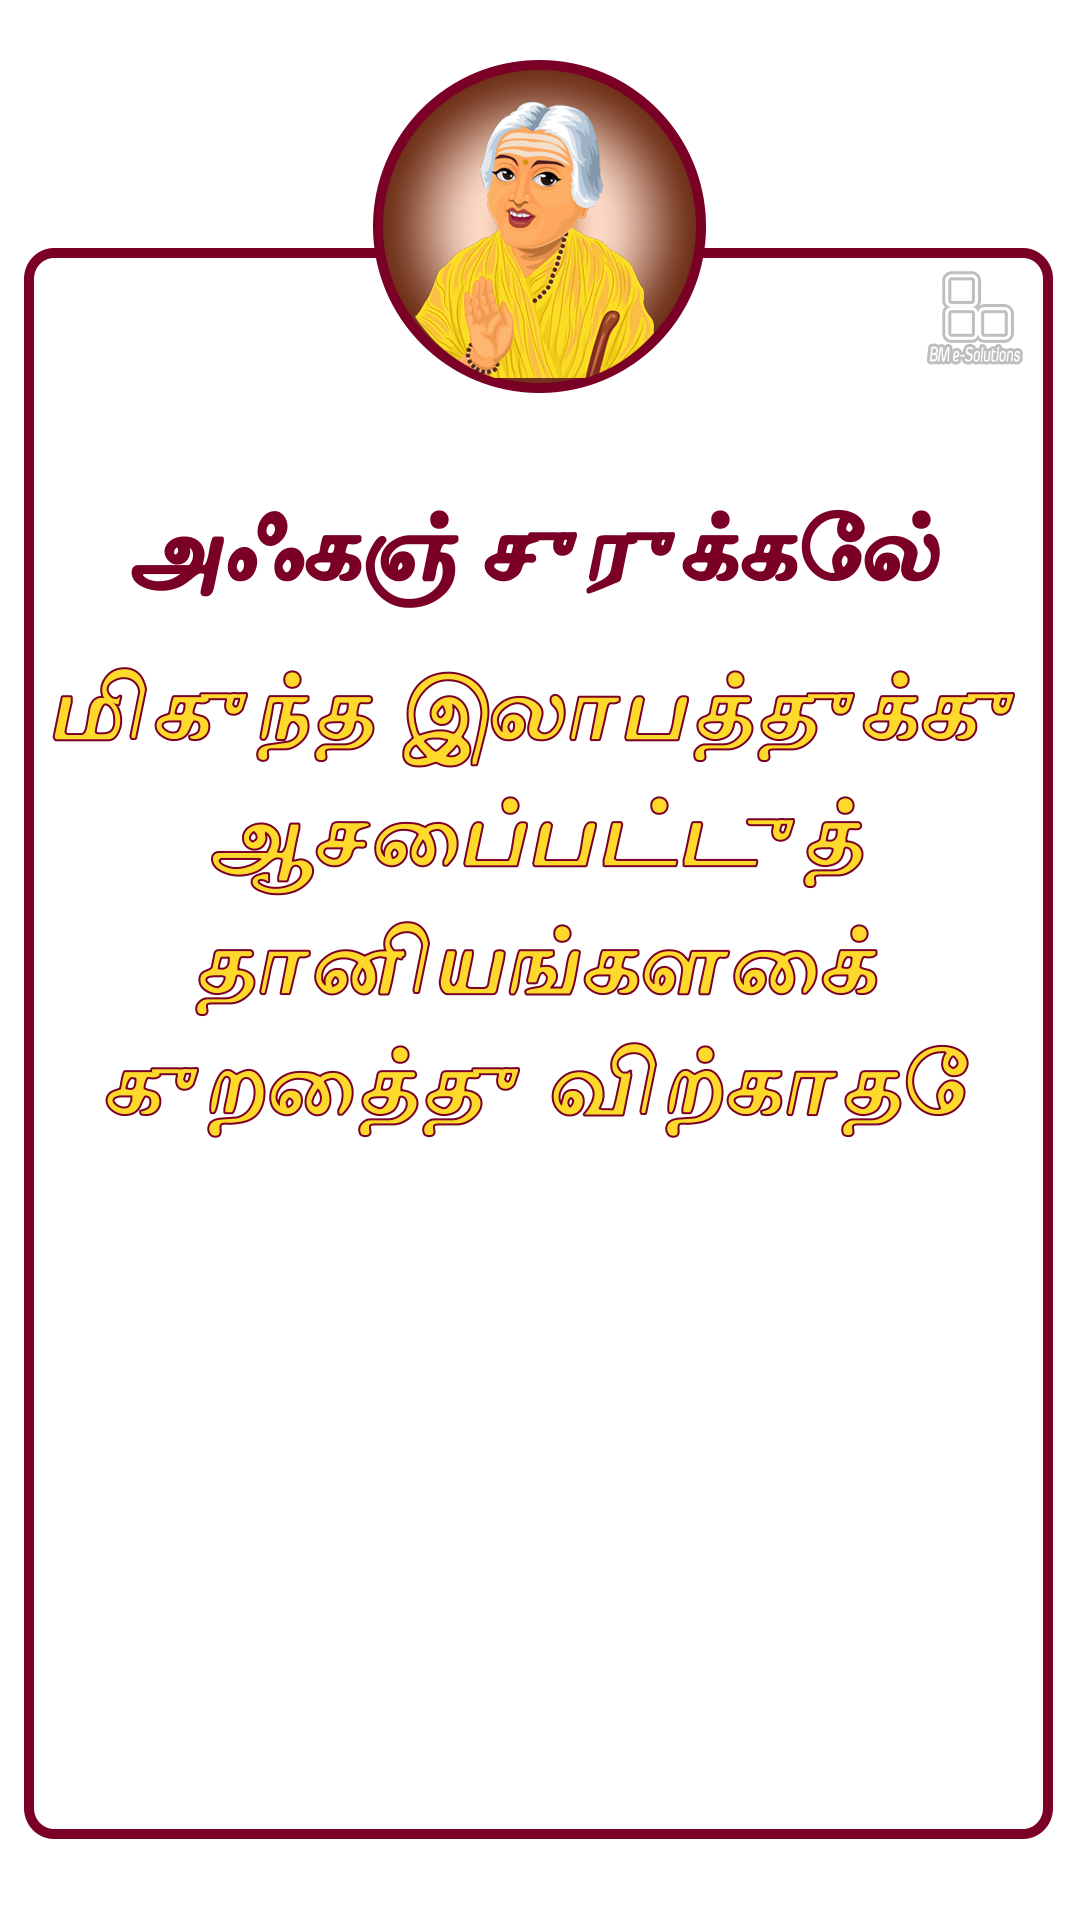 BM e-Solutions
அஃகஞ் சுருக்கேல்
மிகுந்த இலாபத்துக்கு
ஆசைப்பட்டுத்
தானியங்களைக்
குறைத்து விற்காதே